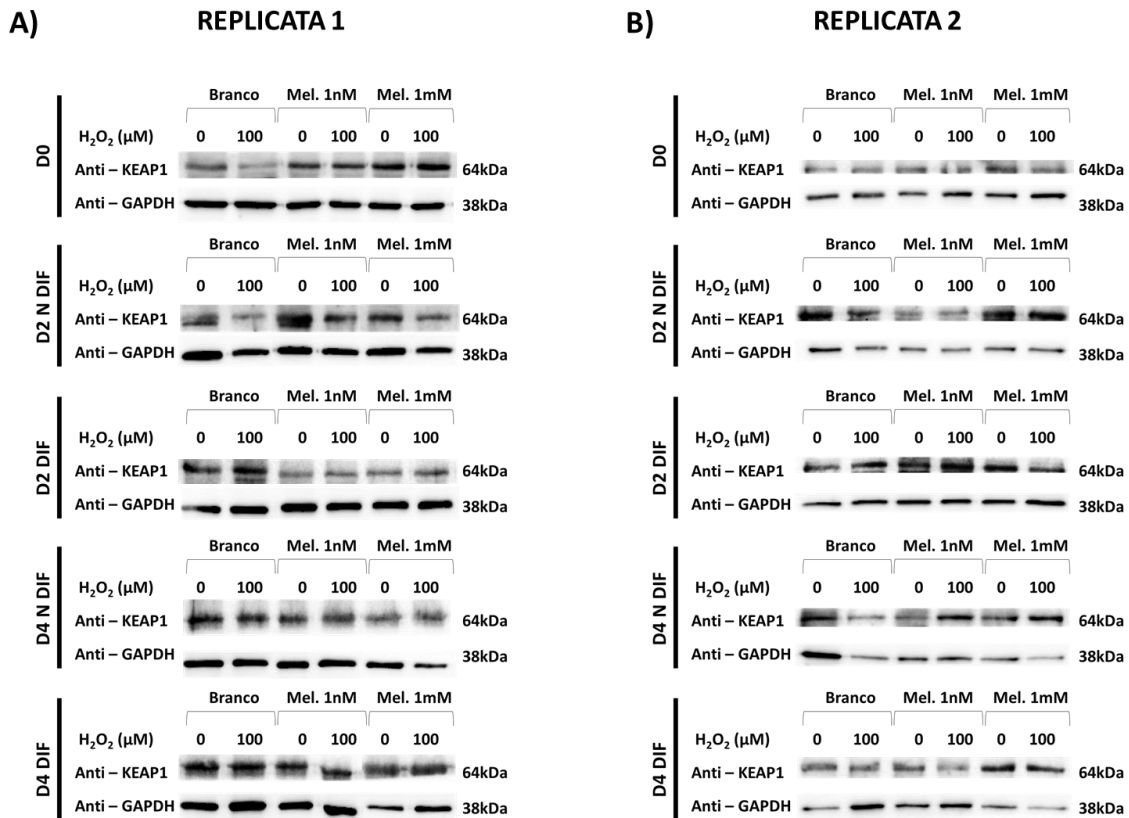 A) REPLICATA 1
D0
Branco Mel. 1nM Mel. 1mM
H₂O₂ (µM) 0 100 0 100 0 100
Anti – KEAP1 64kDa
Anti – GAPDH 38kDa
D2 N DIF
Branco Mel. 1nM Mel. 1mM
H₂O₂ (µM) 0 100 0 100 0 100
Anti – KEAP1 64kDa
Anti – GAPDH 38kDa
D2 DIF
Branco Mel. 1nM Mel. 1mM
H₂O₂ (µM) 0 100 0 100 0 100
Anti – KEAP1 64kDa
Anti – GAPDH 38kDa
D4 N DIF
Branco Mel. 1nM Mel. 1mM
H₂O₂ (µM) 0 100 0 100 0 100
Anti – KEAP1 64kDa
Anti – GAPDH 38kDa
D4 DIF
Branco Mel. 1nM Mel. 1mM
H₂O₂ (µM) 0 100 0 100 0 100
Anti – KEAP1 64kDa
Anti – GAPDH 38kDa
B) REPLICATA 2
D0
Branco Mel. 1nM Mel. 1mM
H₂O₂ (µM) 0 100 0 100 0 100
Anti – KEAP1 64kDa
Anti – GAPDH 38kDa
D2 N DIF
Branco Mel. 1nM Mel. 1mM
H₂O₂ (µM) 0 100 0 100 0 100
Anti – KEAP1 64kDa
Anti – GAPDH 38kDa
D2 DIF
Branco Mel. 1nM Mel. 1mM
H₂O₂ (µM) 0 100 0 100 0 100
Anti – KEAP1 64kDa
Anti – GAPDH 38kDa
D4 N DIF
Branco Mel. 1nM Mel. 1mM
H₂O₂ (µM) 0 100 0 100 0 100
Anti – KEAP1 64kDa
Anti – GAPDH 38kDa
D4 DIF
Branco Mel. 1nM Mel. 1mM
H₂O₂ (µM) 0 100 0 100 0 100
Anti – KEAP1 64kDa
Anti – GAPDH 38kDa